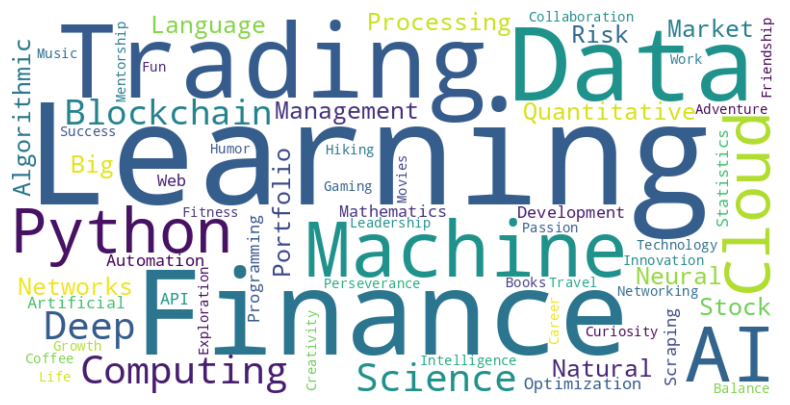 Language
Processing
Collaboration
Risk
Market
Music
Trading
Data
Mentorship
Fun
Work
Friendship
Algorithmic
Blockchain
Management
Quantitative
Adventure
Success
Learning
Big
Humor
Hiking
Web
Gaming
Movies
Cloud
Statistics
Portfolio
Python
Fitness
Mathematics
Development
Leadership
Passion
Programming
Machine
Technology
Automation
Innovation
Networks
Exploration
Finance
Perseverance
Books
Travel
Neural
Networking
Artificial
API
Career
Stock
Deep
Curiosity
Scraping
AI
Growth
Creativity
Coffee
Computing
Science
Intelligence
Natural
Life
Optimization
Balance